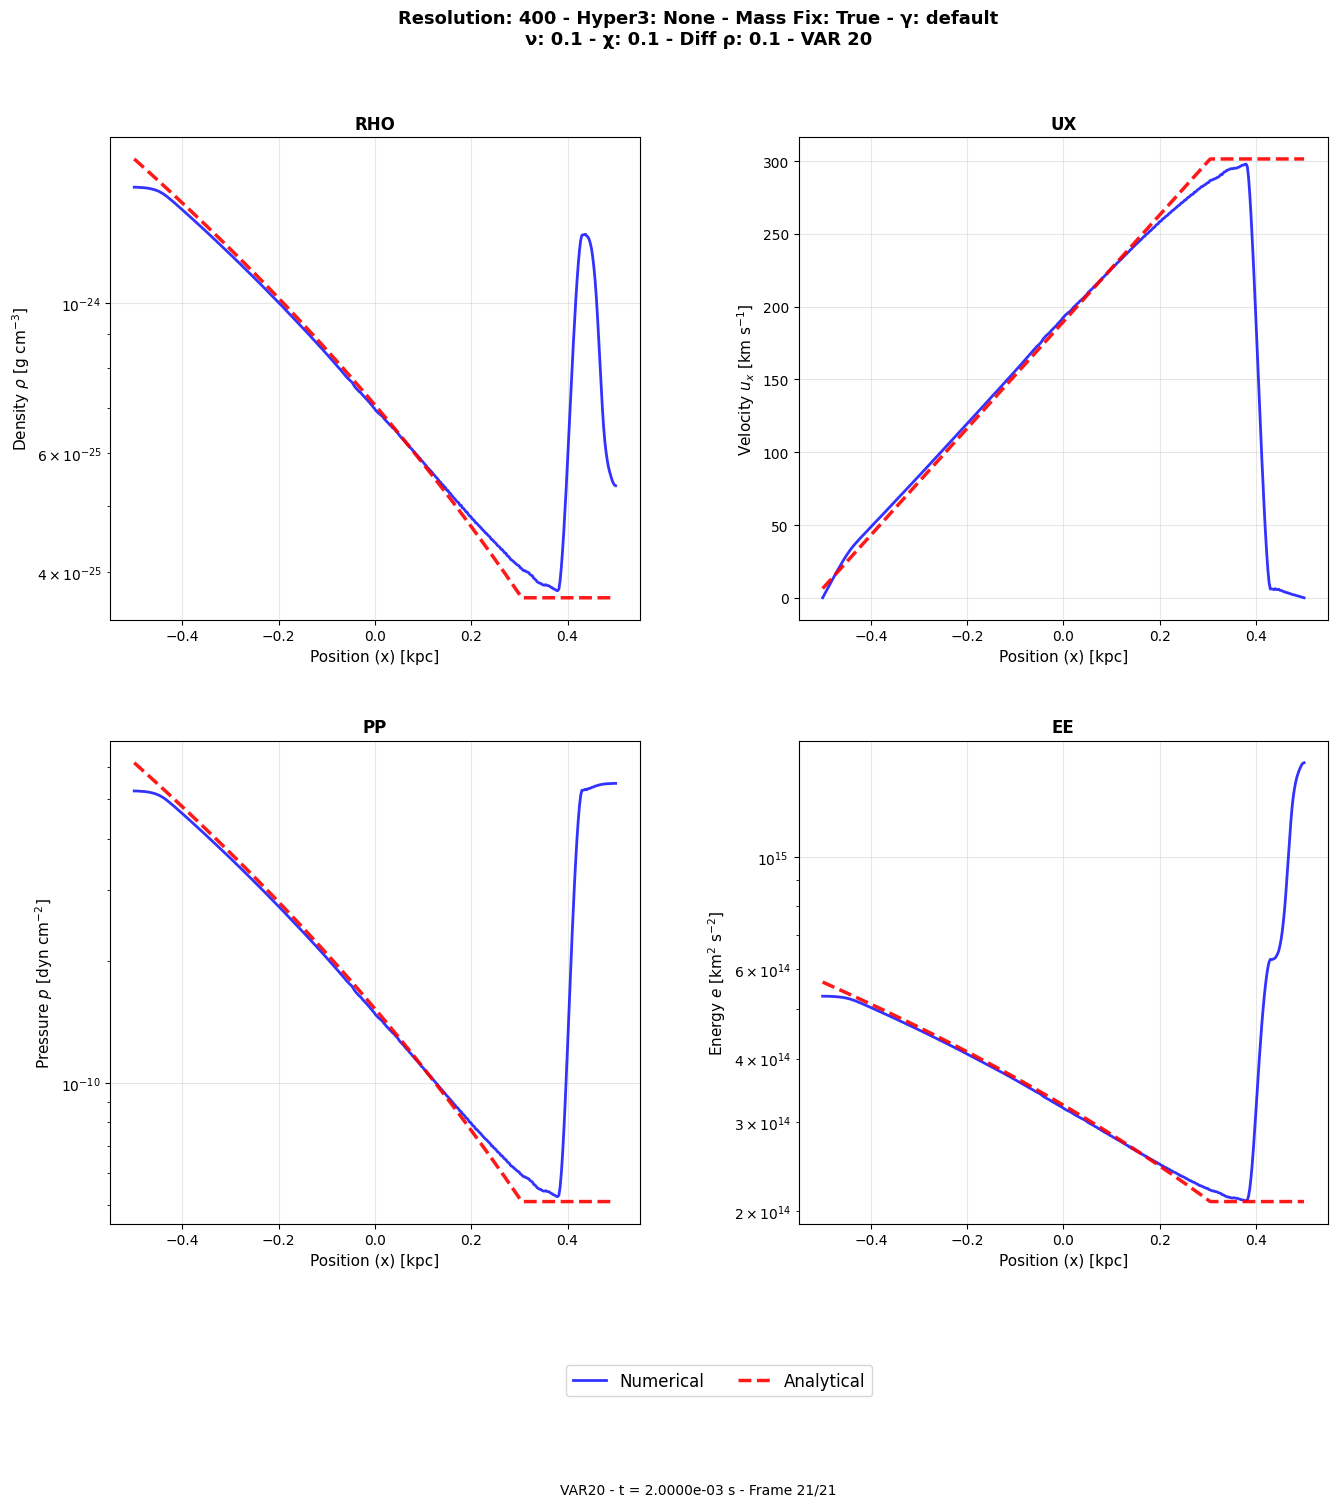 Resolution: 400 - Hyper3: None - Mass Fix: True - γ: default
ν: 0.1 - χ: 0.1 - Diff ρ: 0.1 - VAR 20
RHO
Density ρ [g cm⁻³]
10⁻²⁴
6 × 10⁻²⁵
4 × 10⁻²⁵
−0.4 −0.2 0.0 0.2 0.4
Position (x) [kpc]
UX
Velocity uₓ [km s⁻¹]
300
250
200
150
100
50
0
−0.4 −0.2 0.0 0.2 0.4
Position (x) [kpc]
PP
Pressure p [dyn cm⁻²]
10⁻¹⁰
−0.4 −0.2 0.0 0.2 0.4
Position (x) [kpc]
EE
Energy e [km² s⁻²]
10¹⁵
6 × 10¹⁴
4 × 10¹⁴
3 × 10¹⁴
2 × 10¹⁴
−0.4 −0.2 0.0 0.2 0.4
Position (x) [kpc]
Numerical Analytical
VAR20 - t = 2.0000e-03 s - Frame 21/21